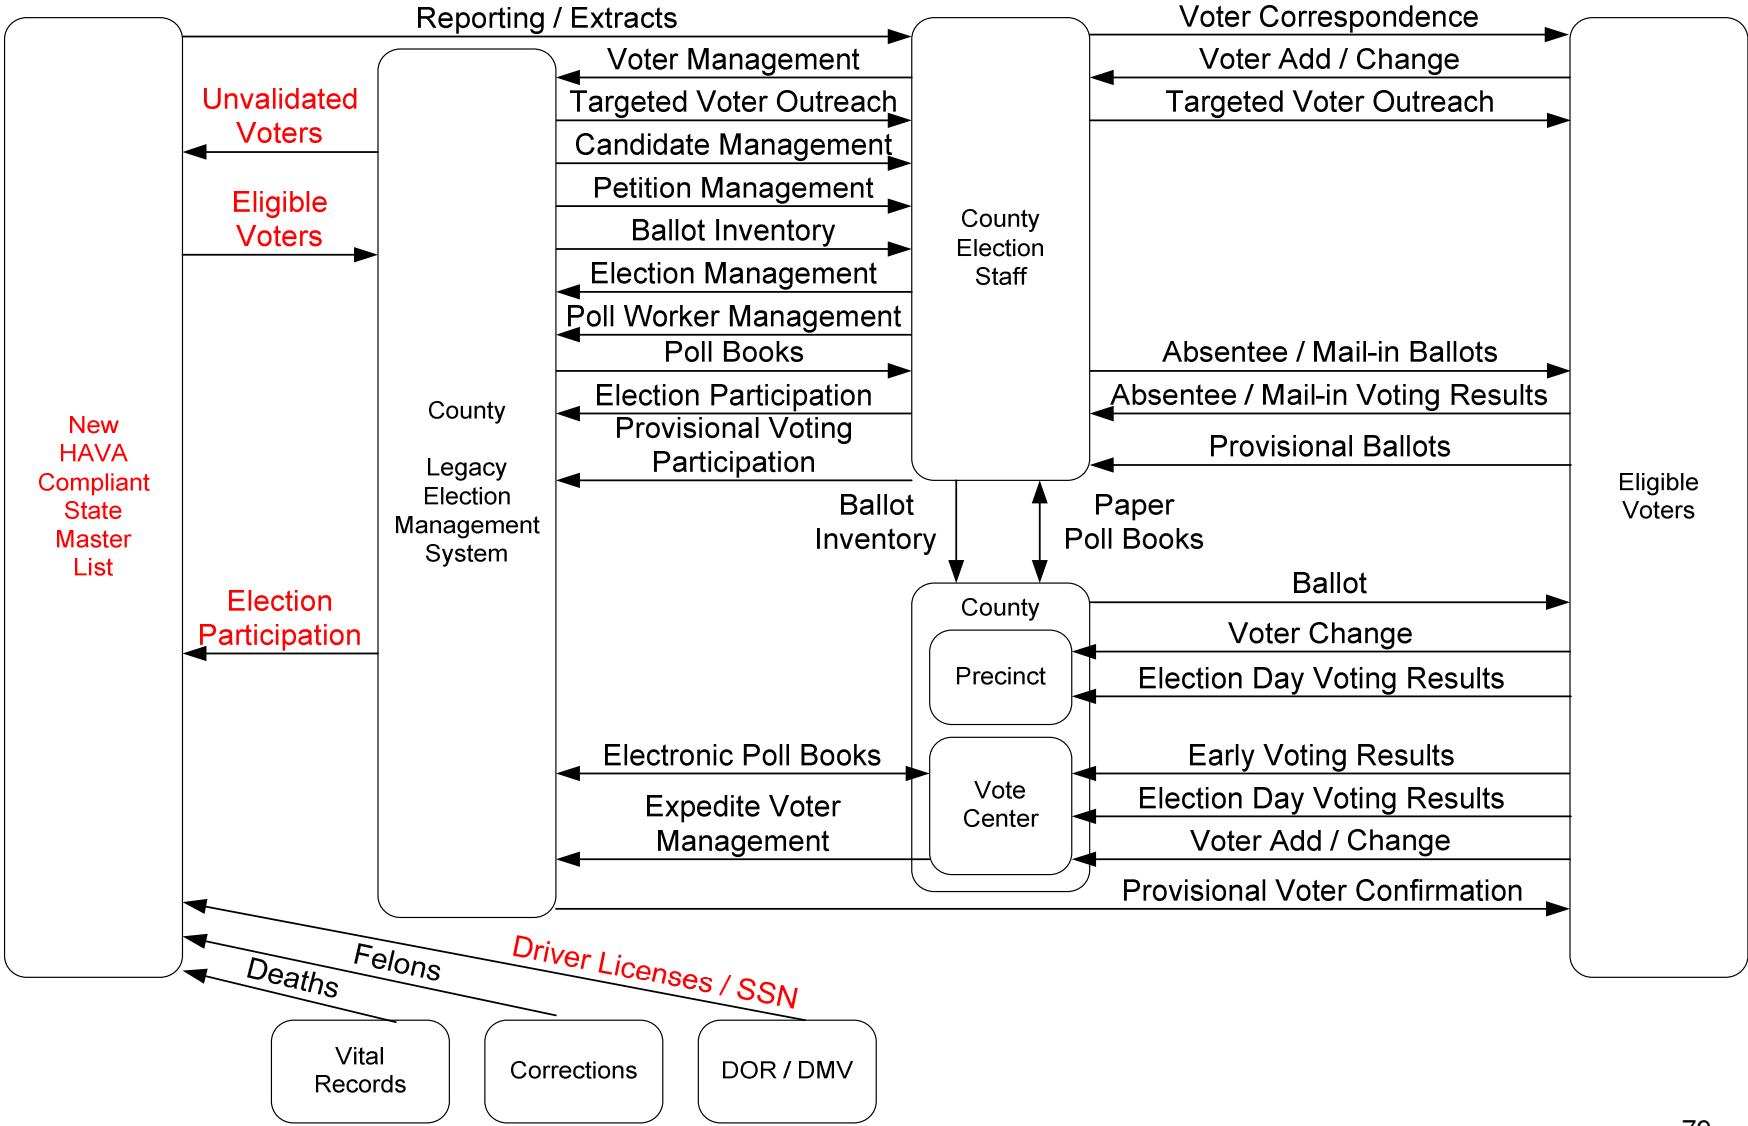 Reporting / Extracts
Voter Correspondence
Voter Management
Voter Add / Change
Unvalidated
Voters
Targeted Voter Outreach
Targeted Voter Outreach
Candidate Management
Eligible
Voters
Petition Management
Ballot Inventory
County
Election
Staff
Election Management
Poll Worker Management
Poll Books
Absentee / Mail-in Ballots
Election Participation
Absentee / Mail-in Voting Results
Provisional Voting
Participation
Provisional Ballots
New
HAVA
Compliant
State
Master
List
County
Legacy
Election
Management
System
Eligible
Voters
Ballot
Inventory
Paper
Poll Books
Election
Participation
County
Ballot
Voter Change
Precinct
Election Day Voting Results
Electronic Poll Books
Early Voting Results
Vote
Center
Election Day Voting Results
Expedite Voter
Management
Voter Add / Change
Provisional Voter Confirmation
Driver Licenses / SSN
Felons
Deaths
Vital
Records
Corrections
DOR / DMV